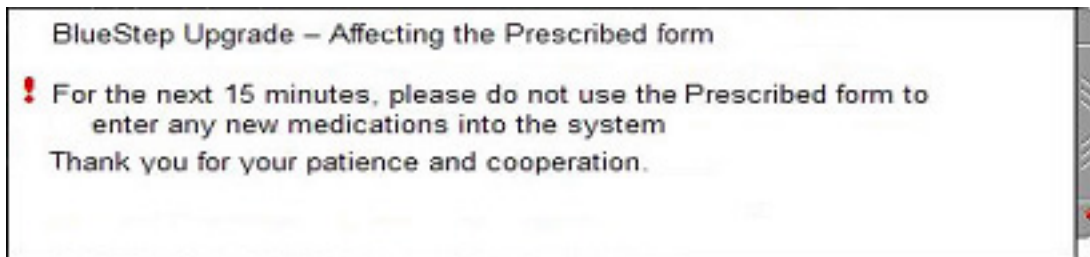 BlueStep Upgrade – Affecting the Prescribed form
For the next 15 minutes, please do not use the Prescribed form to
enter any new medications into the system
Thank you for your patience and cooperation.